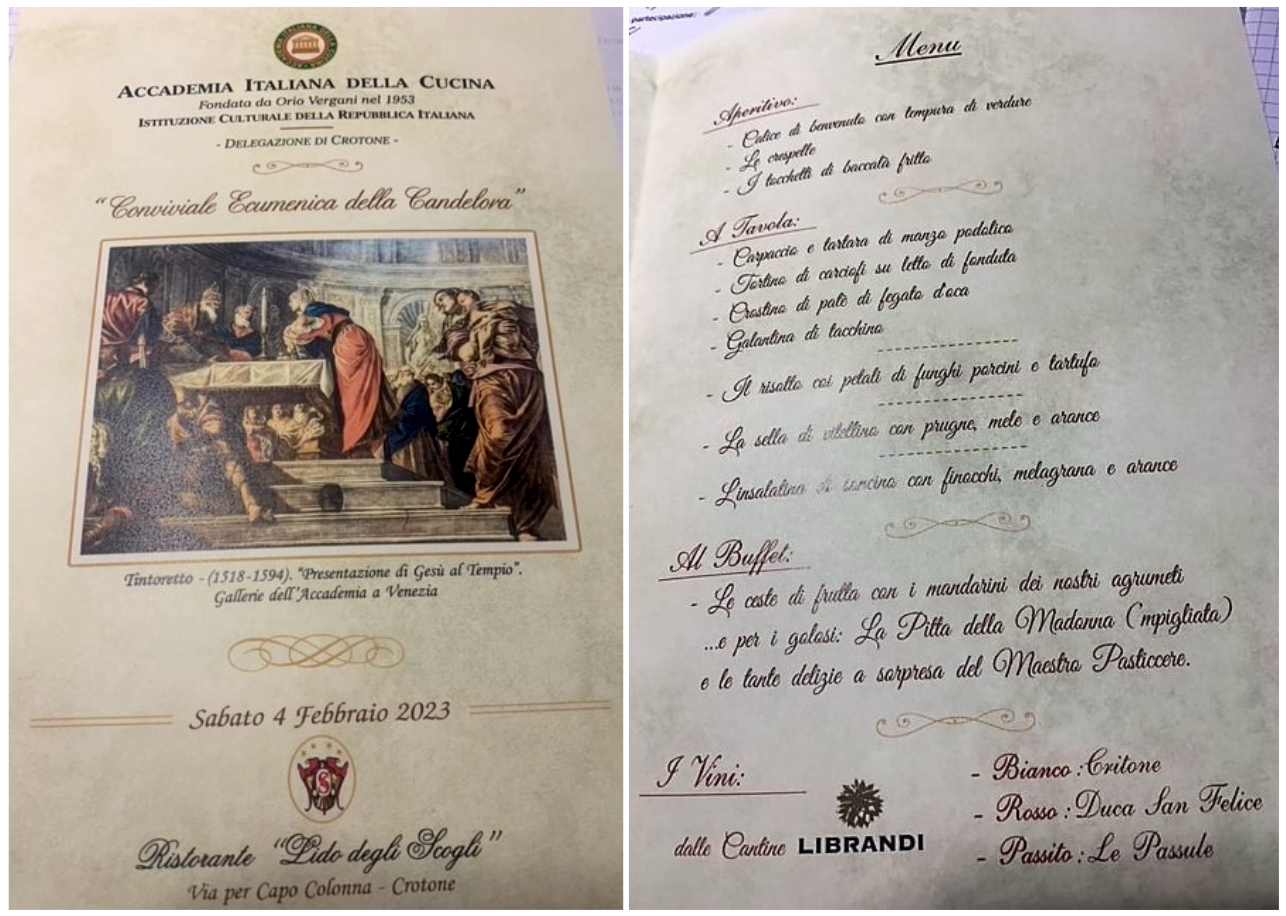 ACCADEMIA ITALIANA DELLA CUCINA
Fondata da Orio Vergani nel 1953
ISTITUZIONE CULTURALE DELLA REPUBBLICA ITALIANA
- DELEGAZIONE DI CROTONE -
“Conviviale Ecumenica della Candelora”
Tintoretto - (1518-1594). “Presentazione di Gesù al Tempio”.
Gallerie dell'Accademia a Venezia
Sabato 4 Febbraio 2023
Ristorante “Lido degli Scogli”
Via per Capo Colonna - Crotone
partecipazione:
Menu
Aperitivo:
- Calice di benvenuto con tempura di verdure
- Le crespelle
- I tocchetti di baccalà fritto
A Tavola:
- Carpaccio e tartara di manzo podolico
- Tortino di carciofi su letto di fonduta
- Crostino di patè di fegato d'oca
- Galantina di tacchino
- Il risotto coi petali di funghi porcini e tartufo
- La sella di vitellino con prugne, mele e arance
- L'insalatina di con finocchi, melagrana e arance
Al Buffet:
- Le ceste di frutta con i mandarini dei nostri agrumeti
...e per i golosi: La Pitta della Madonna ('mpigliata)
e le tante delizie a sorpresa del Maestro Pasticcere.
I Vini:
dalle Cantine LIBRANDI
- Bianco : Critone
- Rosso : Duca San Felice
- Passito : Le Passule